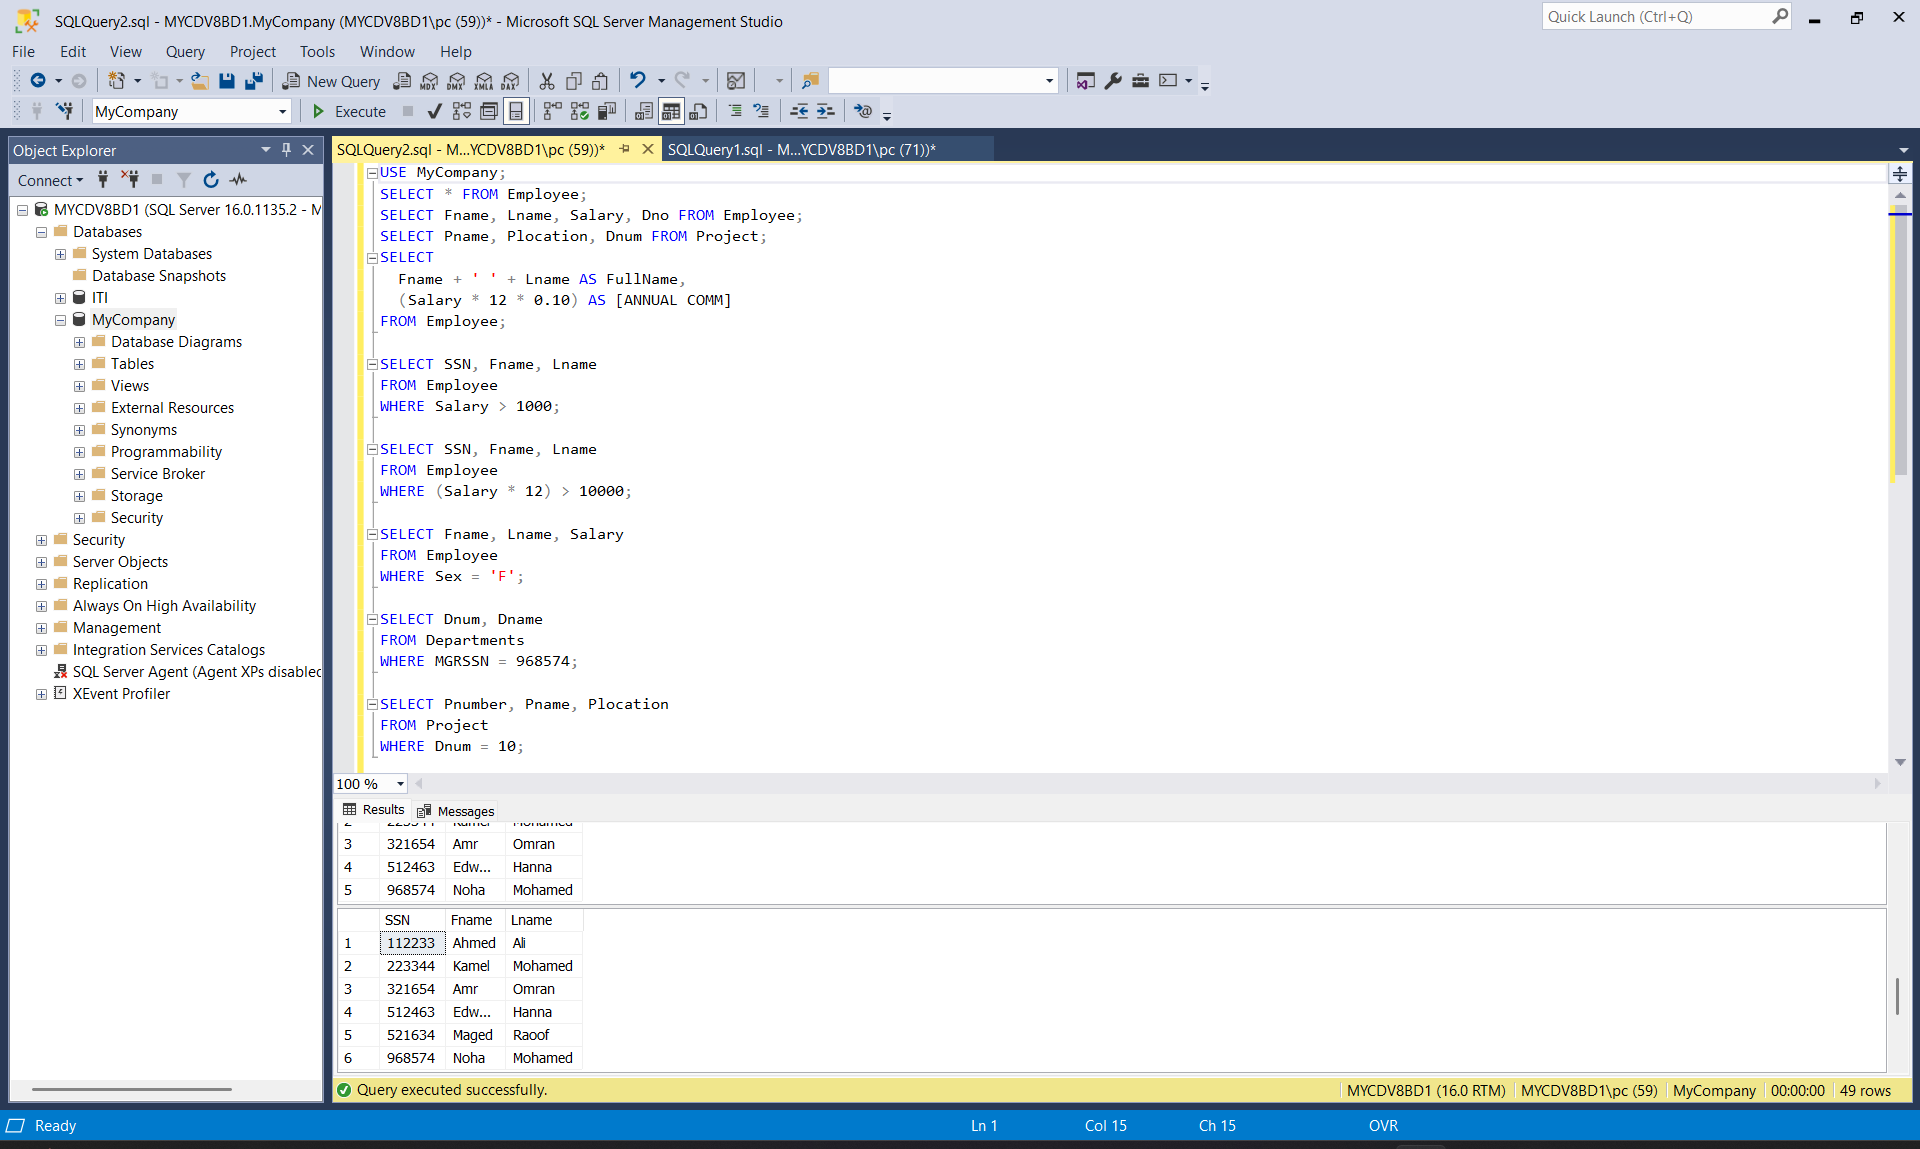 SQLQuery2.sql - MYCDV8BD1.MyCompany (MYCDV8BD1\pc (59))* - Microsoft SQL Server Management Studio
Quick Launch (Ctrl+Q)
File Edit View Query Project Tools Window Help
New Query MDX DMX XMLA DAX
MyCompany Execute
Object Explorer
Connect
MYCDV8BD1 (SQL Server 16.0.1135.2 - M
Databases
System Databases
Database Snapshots
ITI
MyCompany
Database Diagrams
Tables
Views
External Resources
Synonyms
Programmability
Service Broker
Storage
Security
Security
Server Objects
Replication
Always On High Availability
Management
Integration Services Catalogs
SQL Server Agent (Agent XPs disablec
XEvent Profiler
SQLQuery2.sql - M...YCDV8BD1\pc (59))* SQLQuery1.sql - M...YCDV8BD1\pc (71))*
USE MyCompany;
SELECT * FROM Employee;
SELECT Fname, Lname, Salary, Dno FROM Employee;
SELECT Pname, Plocation, Dnum FROM Project;
SELECT
Fname + ' ' + Lname AS FullName,
(Salary * 12 * 0.10) AS [ANNUAL COMM]
FROM Employee;
SELECT SSN, Fname, Lname
FROM Employee
WHERE Salary > 1000;
SELECT SSN, Fname, Lname
FROM Employee
WHERE (Salary * 12) > 10000;
SELECT Fname, Lname, Salary
FROM Employee
WHERE Sex = 'F';
SELECT Dnum, Dname
FROM Departments
WHERE MGRSSN = 968574;
SELECT Pnumber, Pname, Plocation
FROM Project
WHERE Dnum = 10;
100 %
Results Messages
2 223344 Kamel Mohamed
3 321654 Amr Omran
4 512463 Edw... Hanna
5 968574 Noha Mohamed
SSN Fname Lname
1 112233 Ahmed Ali
2 223344 Kamel Mohamed
3 321654 Amr Omran
4 512463 Edw... Hanna
5 521634 Maged Raoof
6 968574 Noha Mohamed
Query executed successfully. MYCDV8BD1 (16.0 RTM) MYCDV8BD1\pc (59) MyCompany 00:00:00 49 rows
Ready Ln 1 Col 15 Ch 15 OVR